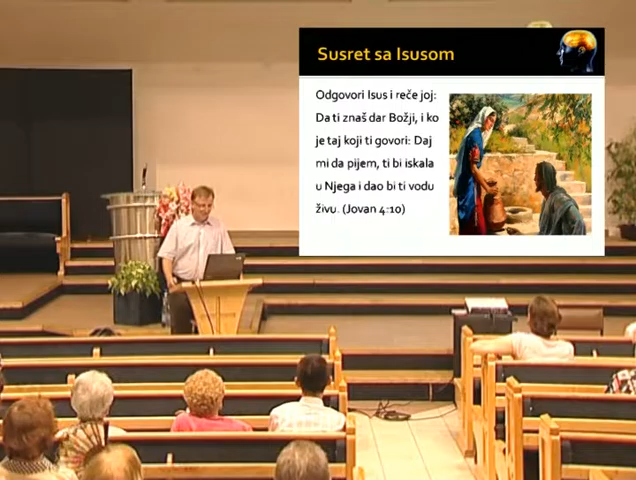 Susret sa Isusom
Odgovori Isus i reče joj:
Da ti znaš dar Božji, i ko
je taj koji ti govori: Daj
mi da pijem, ti bi iskala
u Njega i dao bi ti vodu
živu. (Jovan 4:10)